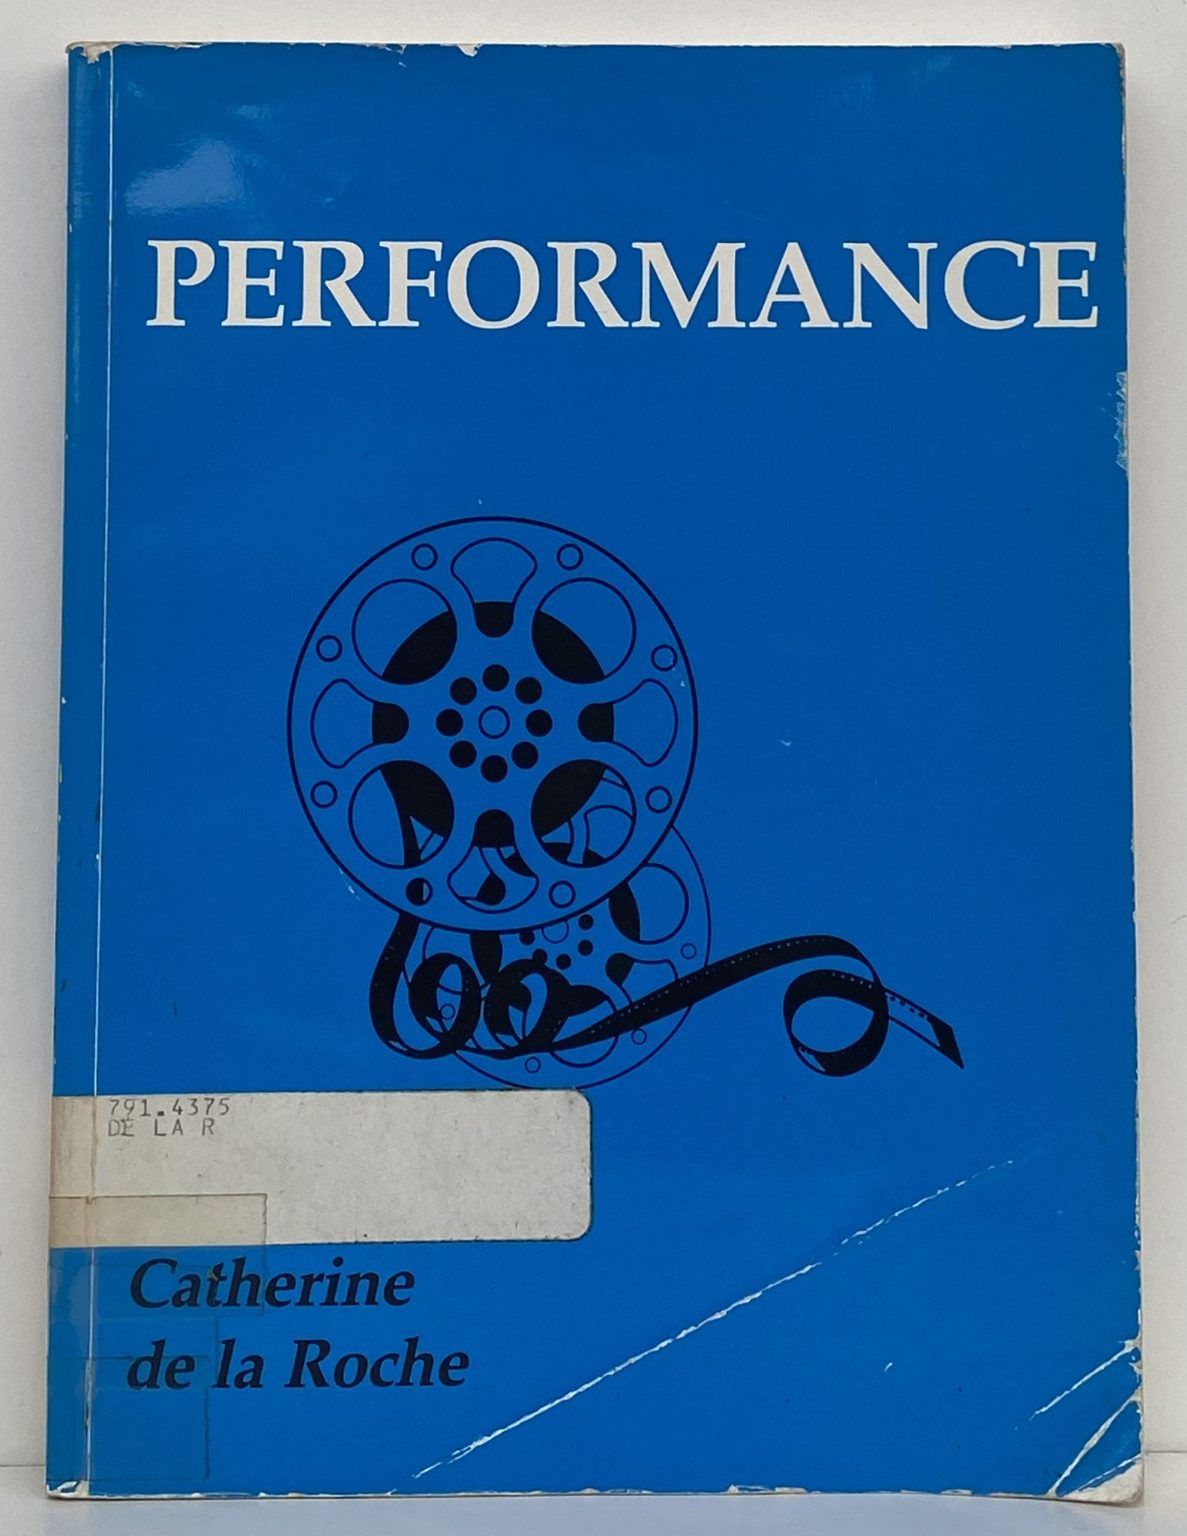 PERFORMANCE
791.4375
DE LA R
Catherine
de la Roche